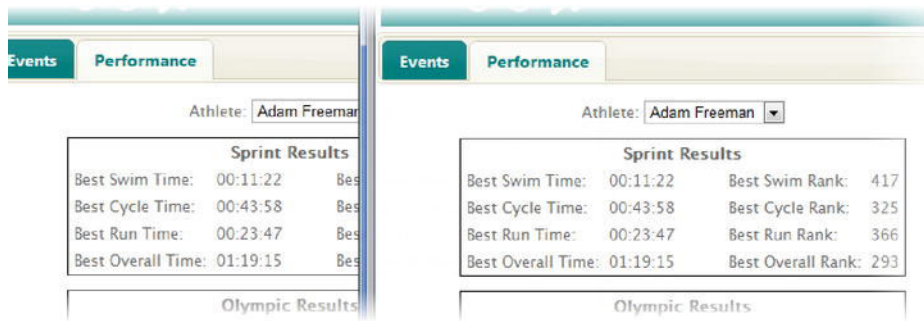 Events Performance
Athlete: Adam Freeman
Sprint Results
Best Swim Time: 00:11:22 Bes
Best Cycle Time: 00:43:58 Bes
Best Run Time: 00:23:47 Bes
Best Overall Time: 01:19:15 Bes
Olympic Results
Events Performance
Athlete: Adam Freeman
Sprint Results
Best Swim Time: 00:11:22 Best Swim Rank: 417
Best Cycle Time: 00:43:58 Best Cycle Rank: 325
Best Run Time: 00:23:47 Best Run Rank: 366
Best Overall Time: 01:19:15 Best Overall Rank: 293
Olympic Results